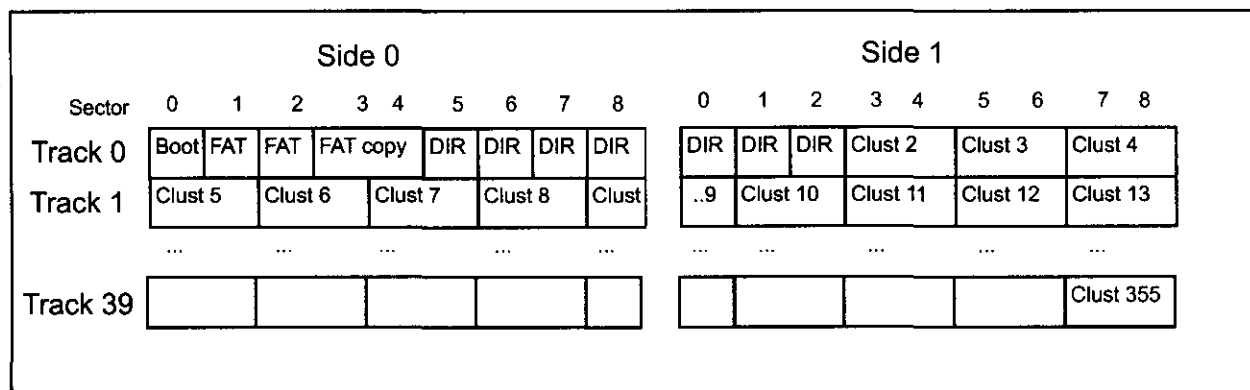 Side 0 Side 1
Sector 0 1 2 3 4 5 6 7 8 0 1 2 3 4 5 6 7 8
Track 0 Boot FAT FAT FAT copy DIR DIR DIR DIR DIR DIR DIR Clust 2 Clust 3 Clust 4
Track 1 Clust 5 Clust 6 Clust 7 Clust 8 Clust ..9 Clust 10 Clust 11 Clust 12 Clust 13
... ... ... ... ... ... ... ... ... ...
Track 39 Clust 355